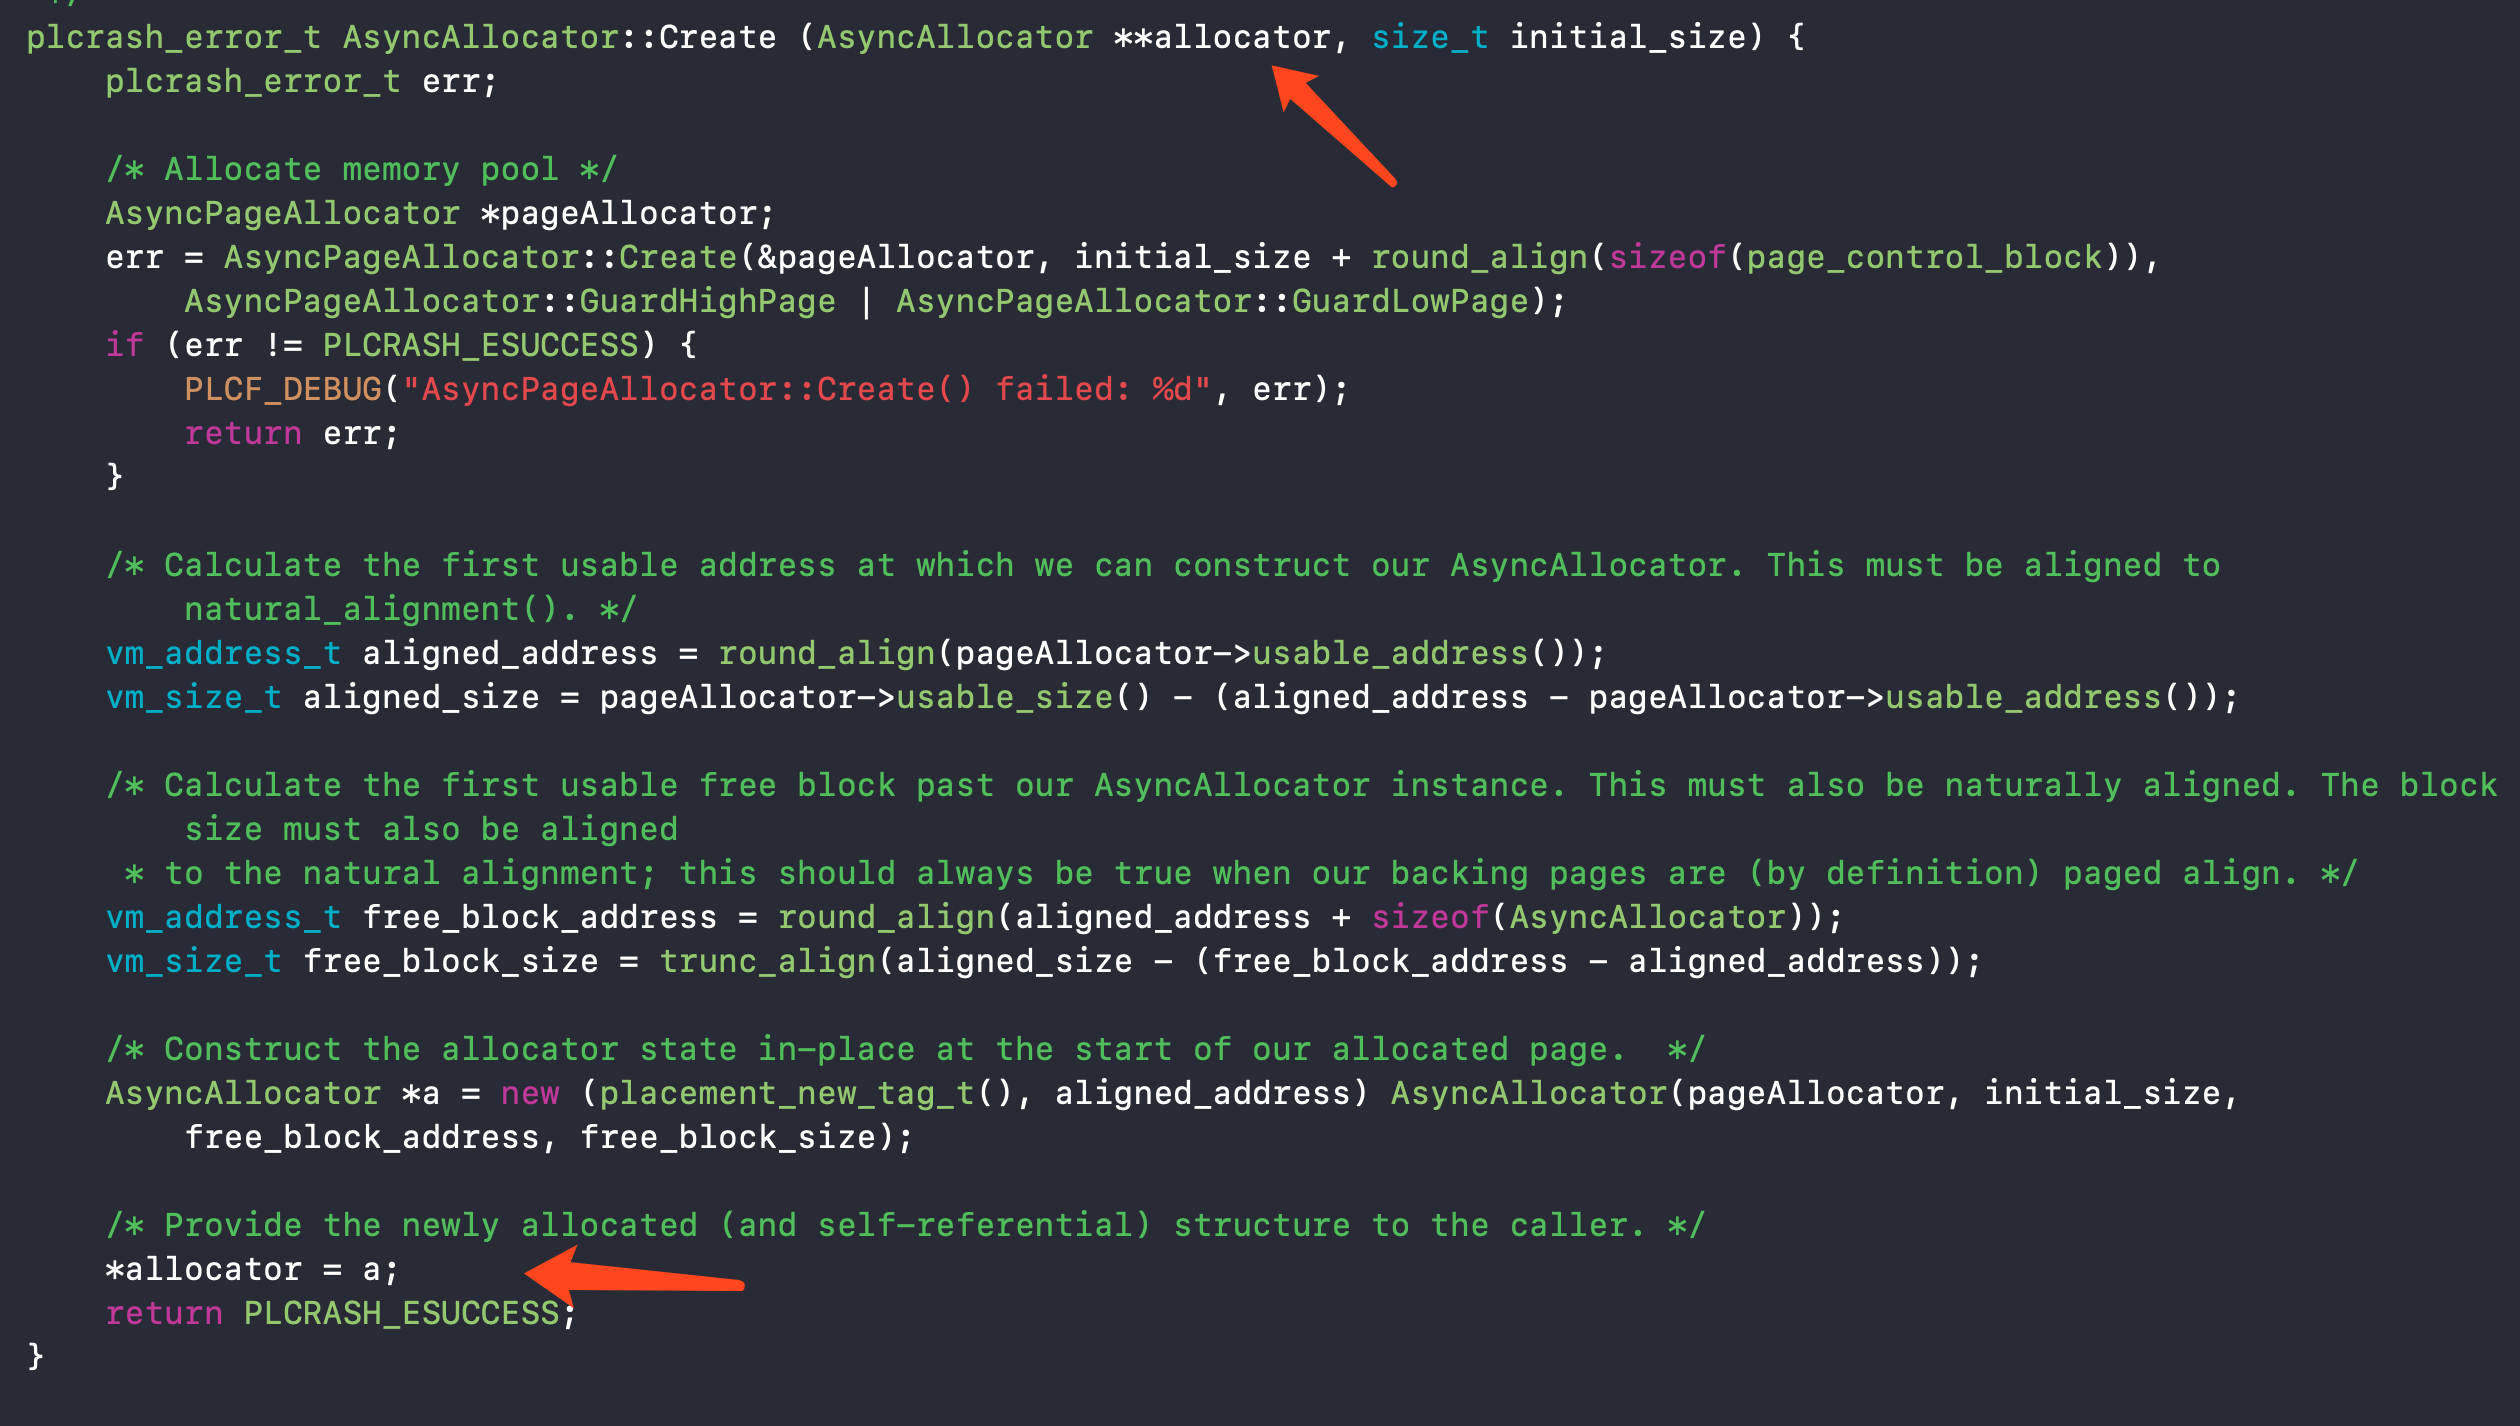 */
plcrash_error_t AsyncAllocator::Create (AsyncAllocator **allocator, size_t initial_size) {
    plcrash_error_t err;

    /* Allocate memory pool */
    AsyncPageAllocator *pageAllocator;
    err = AsyncPageAllocator::Create(&pageAllocator, initial_size + round_align(sizeof(page_control_block)),
        AsyncPageAllocator::GuardHighPage | AsyncPageAllocator::GuardLowPage);
    if (err != PLCRASH_ESUCCESS) {
        PLCF_DEBUG("AsyncPageAllocator::Create() failed: %d", err);
        return err;
    }

    /* Calculate the first usable address at which we can construct our AsyncAllocator. This must be aligned to
        natural_alignment(). */
    vm_address_t aligned_address = round_align(pageAllocator->usable_address());
    vm_size_t aligned_size = pageAllocator->usable_size() - (aligned_address - pageAllocator->usable_address());

    /* Calculate the first usable free block past our AsyncAllocator instance. This must also be naturally aligned. The block
        size must also be aligned
     * to the natural alignment; this should always be true when our backing pages are (by definition) paged align. */
    vm_address_t free_block_address = round_align(aligned_address + sizeof(AsyncAllocator));
    vm_size_t free_block_size = trunc_align(aligned_size - (free_block_address - aligned_address));

    /* Construct the allocator state in-place at the start of our allocated page.  */
    AsyncAllocator *a = new (placement_new_tag_t(), aligned_address) AsyncAllocator(pageAllocator, initial_size,
        free_block_address, free_block_size);

    /* Provide the newly allocated (and self-referential) structure to the caller. */
    *allocator = a;
    return PLCRASH_ESUCCESS;
}